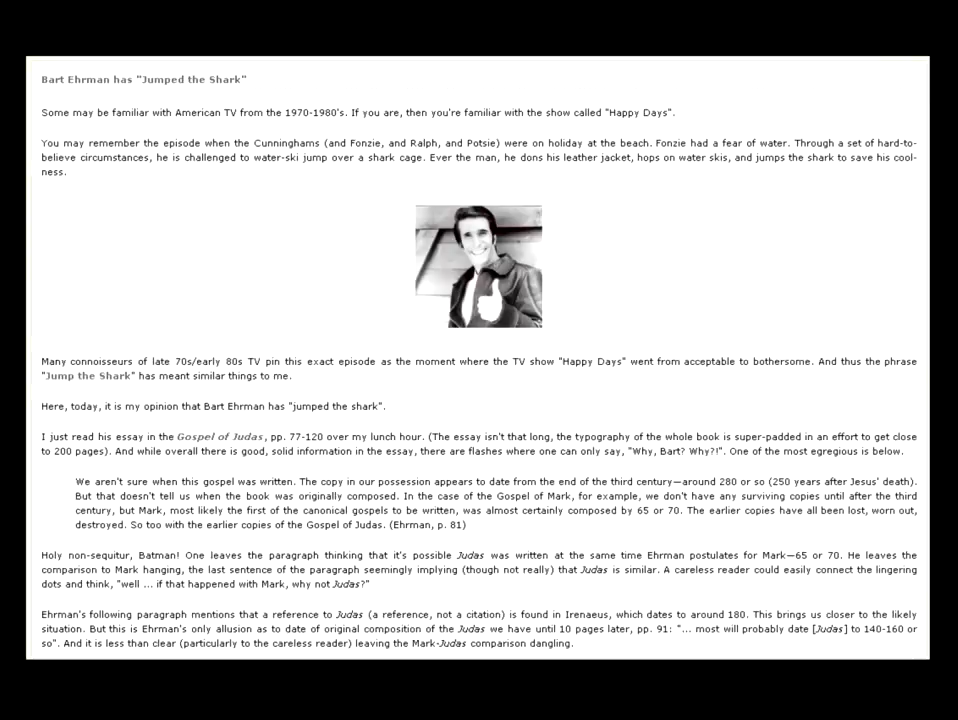 Bart Ehrman has "Jumped the Shark"
Some may be familiar with American TV from the 1970-1980's. If you are, then you're familiar with the show called "Happy Days".
You may remember the episode when the Cunninghams (and Fonzie, and Ralph, and Potsie) were on holiday at the beach. Fonzie had a fear of water. Through a set of hard-to-
believe circumstances, he is challenged to water-ski jump over a shark cage. Ever the man, he dons his leather jacket, hops on water skis, and jumps the shark to save his cool-
ness.
Many connoisseurs of late 70s/early 80s TV pin this exact episode as the moment where the TV show "Happy Days" went from acceptable to bothersome. And thus the phrase
"Jump the Shark" has meant similar things to me.
Here, today, it is my opinion that Bart Ehrman has "jumped the shark".
I just read his essay in the Gospel of Judas, pp. 77-120 over my lunch hour. (The essay isn't that long, the typography of the whole book is super-padded in an effort to get close
to 200 pages). And while overall there is good, solid information in the essay, there are flashes where one can only say, "Why, Bart? Why?!". One of the most egregious is below.
We aren't sure when this gospel was written. The copy in our possession appears to date from the end of the third century—around 280 or so (250 years after Jesus' death).
But that doesn't tell us when the book was originally composed. In the case of the Gospel of Mark, for example, we don't have any surviving copies until after the third
century, but Mark, most likely the first of the canonical gospels to be written, was almost certainly composed by 65 or 70. The earlier copies have all been lost, worn out,
destroyed. So too with the earlier copies of the Gospel of Judas. (Ehrman, p. 81)
Holy non-sequitur, Batman! One leaves the paragraph thinking that it's possible Judas was written at the same time Ehrman postulates for Mark—65 or 70. He leaves the
comparison to Mark hanging, the last sentence of the paragraph seemingly implying (though not really) that Judas is similar. A careless reader could easily connect the lingering
dots and think, "well ... if that happened with Mark, why not Judas?"
Ehrman's following paragraph mentions that a reference to Judas (a reference, not a citation) is found in Irenaeus, which dates to around 180. This brings us closer to the likely
situation. But this is Ehrman's only allusion as to date of original composition of the Judas we have until 10 pages later, pp. 91: "... most will probably date [Judas] to 140-160 or
so". And it is less than clear (particularly to the careless reader) leaving the Mark-Judas comparison dangling.